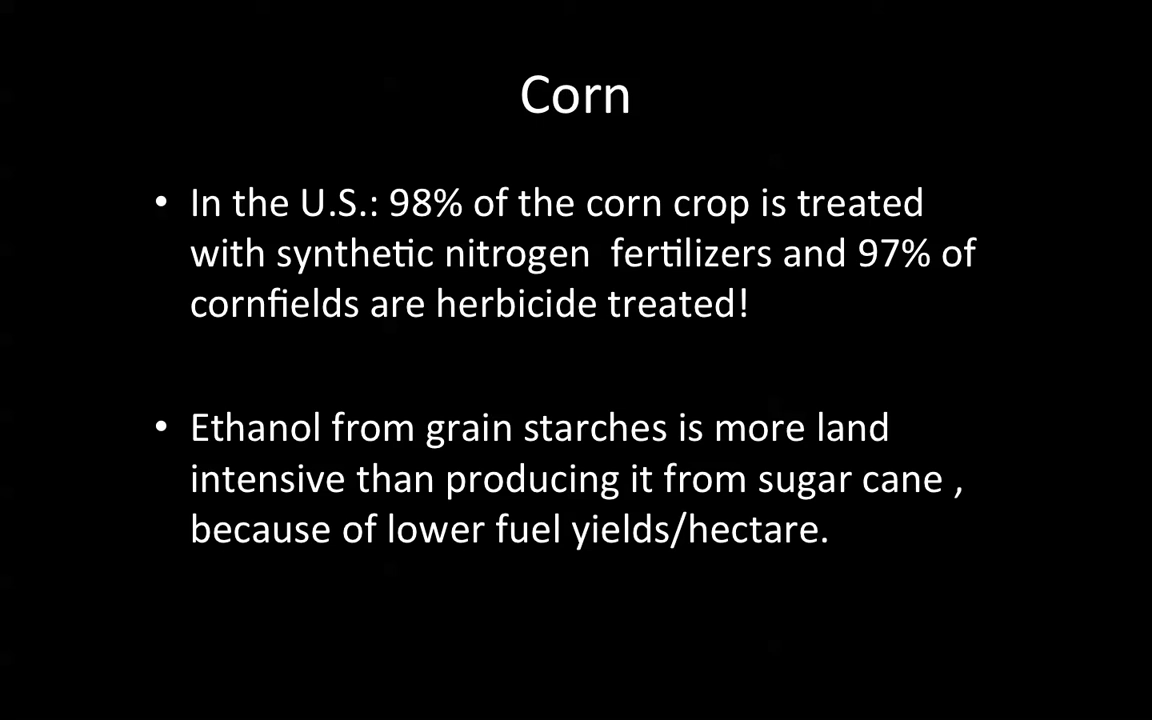 Corn
• In the U.S.: 98% of the corn crop is treated
with synthetic nitrogen  fertilizers and 97% of
cornfields are herbicide treated!
• Ethanol from grain starches is more land
intensive than producing it from sugar cane ,
because of lower fuel yields/hectare.